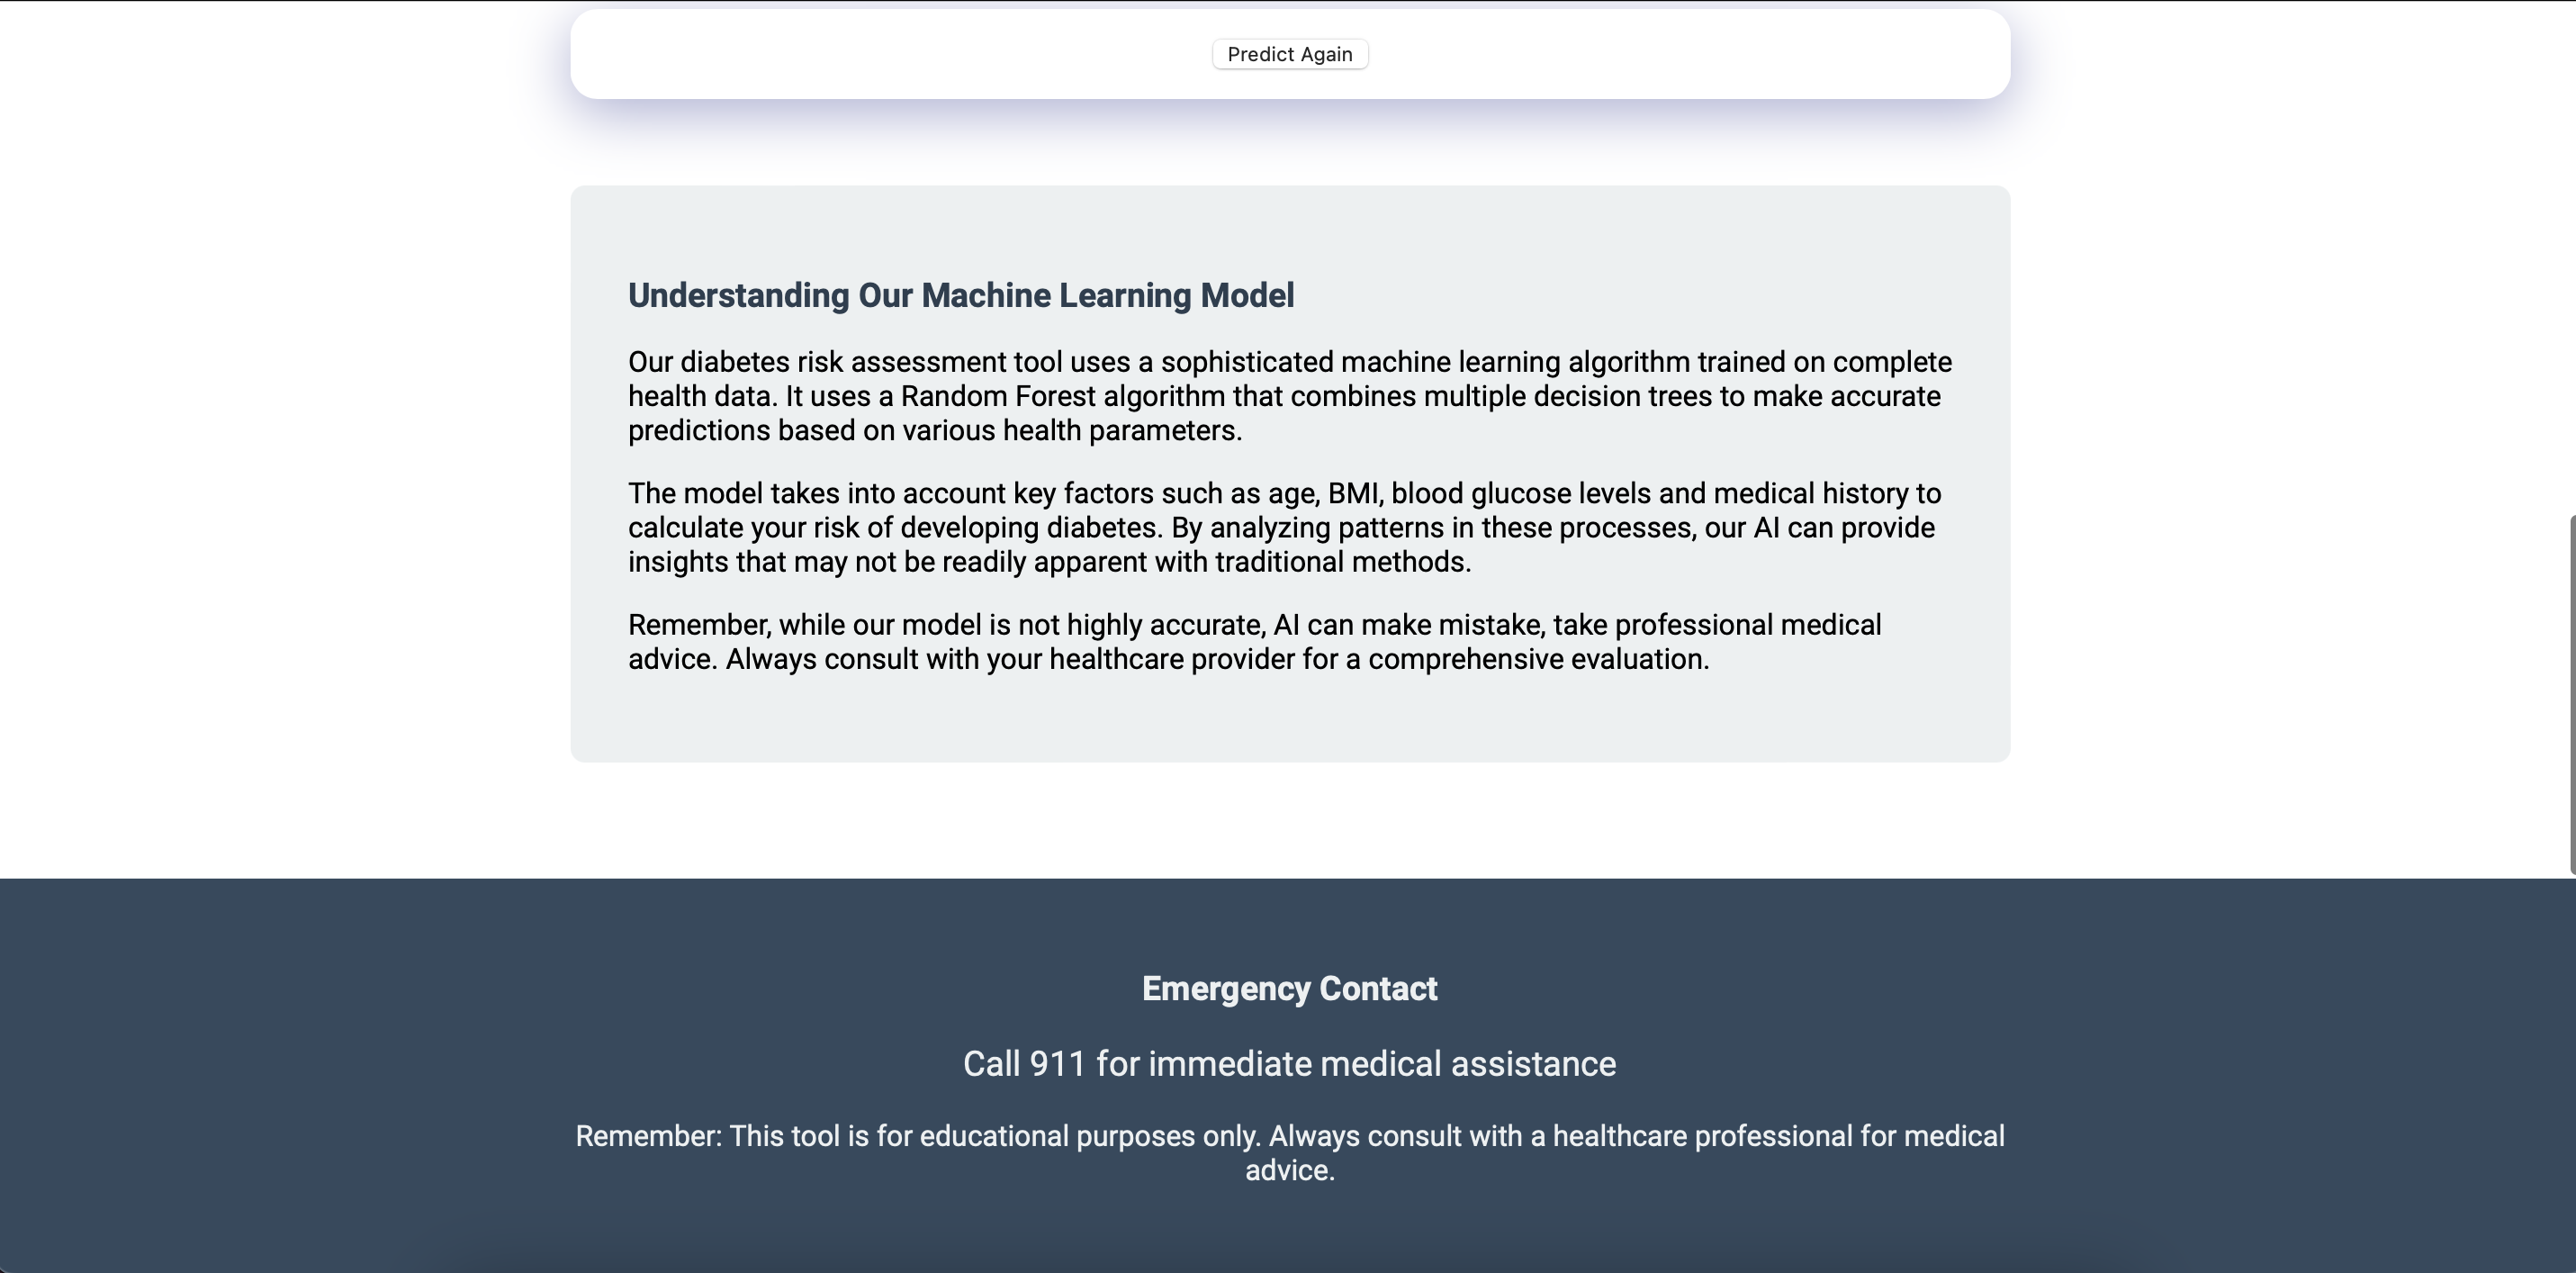 Predict Again
Understanding Our Machine Learning Model
Our diabetes risk assessment tool uses a sophisticated machine learning algorithm trained on complete
health data. It uses a Random Forest algorithm that combines multiple decision trees to make accurate
predictions based on various health parameters.
The model takes into account key factors such as age, BMI, blood glucose levels and medical history to
calculate your risk of developing diabetes. By analyzing patterns in these processes, our AI can provide
insights that may not be readily apparent with traditional methods.
Remember, while our model is not highly accurate, AI can make mistake, take professional medical
advice. Always consult with your healthcare provider for a comprehensive evaluation.
Emergency Contact
Call 911 for immediate medical assistance
Remember: This tool is for educational purposes only. Always consult with a healthcare professional for medical
advice.